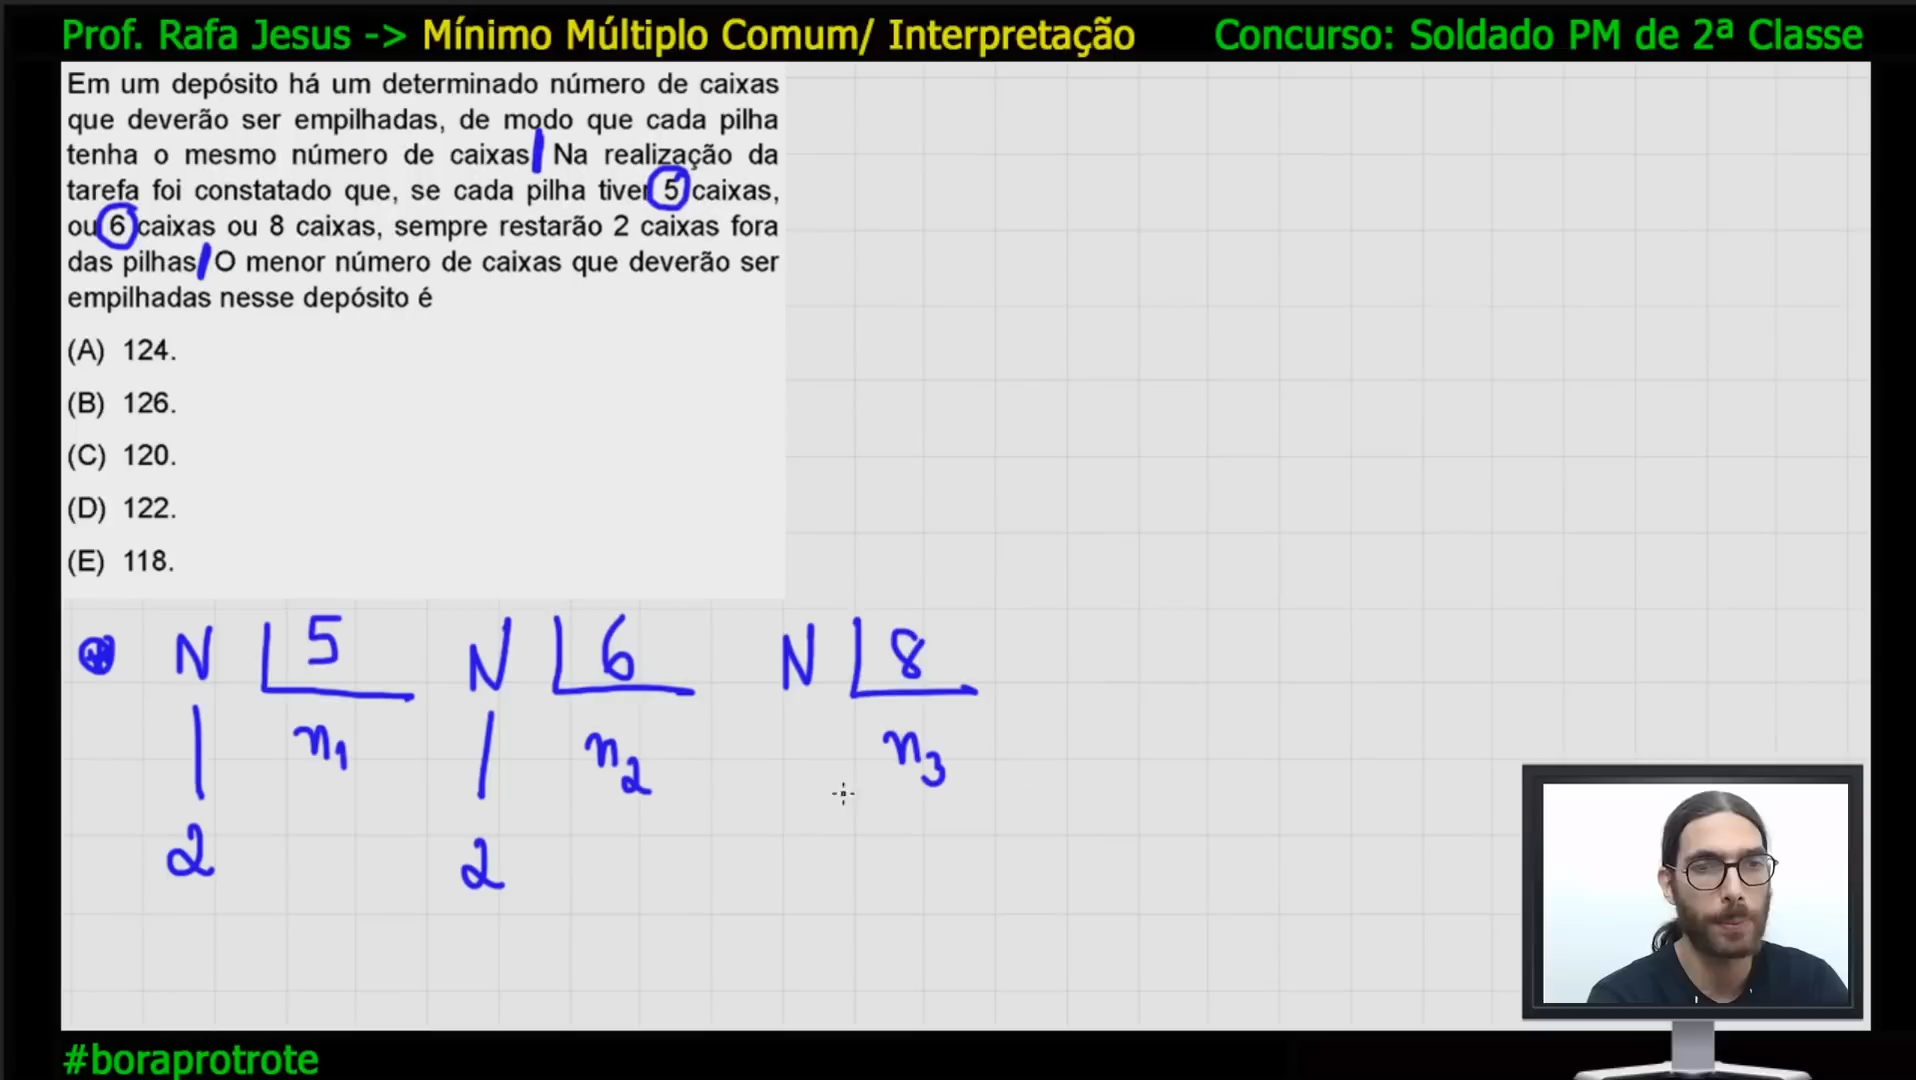 Prof. Rafa Jesus -> Mínimo Múltiplo Comum/ Interpretação Concurso: Soldado PM de 2ª Classe
Em um depósito há um determinado número de caixas
que deverão ser empilhadas, de modo que cada pilha
tenha o mesmo número de caixas. Na realização da
tarefa foi constatado que, se cada pilha tiver 5 caixas,
ou 6 caixas ou 8 caixas, sempre restarão 2 caixas fora
das pilhas. O menor número de caixas que deverão ser
empilhadas nesse depósito é
(A) 124.
(B) 126.
(C) 120.
(D) 122.
(E) 118.
N 5 N 6 N 8
n1 n2 n3
2 2
#boraprotrote